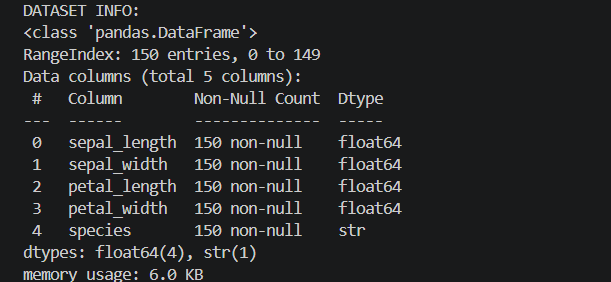 DATASET INFO:
<class 'pandas.DataFrame'>
RangeIndex: 150 entries, 0 to 149
Data columns (total 5 columns):
 #   Column        Non-Null Count  Dtype
---  ------        --------------  -----
 0   sepal_length  150 non-null    float64
 1   sepal_width   150 non-null    float64
 2   petal_length  150 non-null    float64
 3   petal_width   150 non-null    float64
 4   species       150 non-null    str
dtypes: float64(4), str(1)
memory usage: 6.0 KB